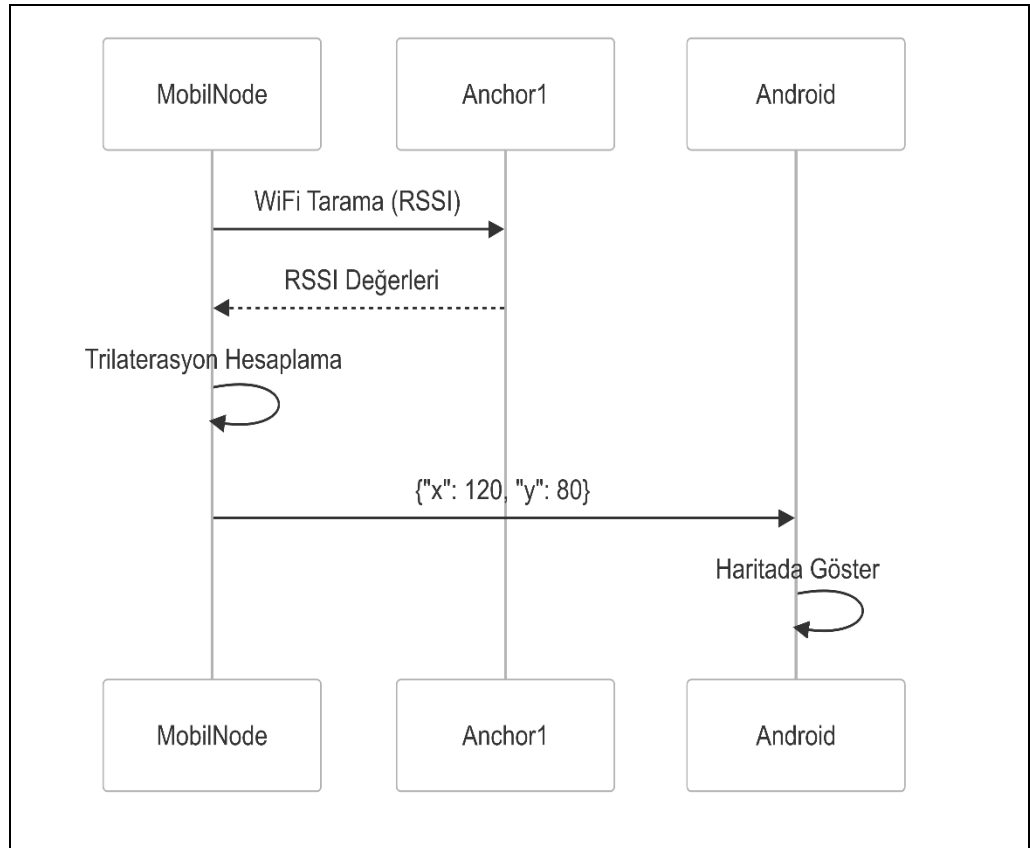 MobilNode
Anchor1
Android
WiFi Tarama (RSSI)
RSSI Değerleri
Trilaterasyon Hesaplama
{"x": 120, "y": 80}
Haritada Göster
MobilNode
Anchor1
Android